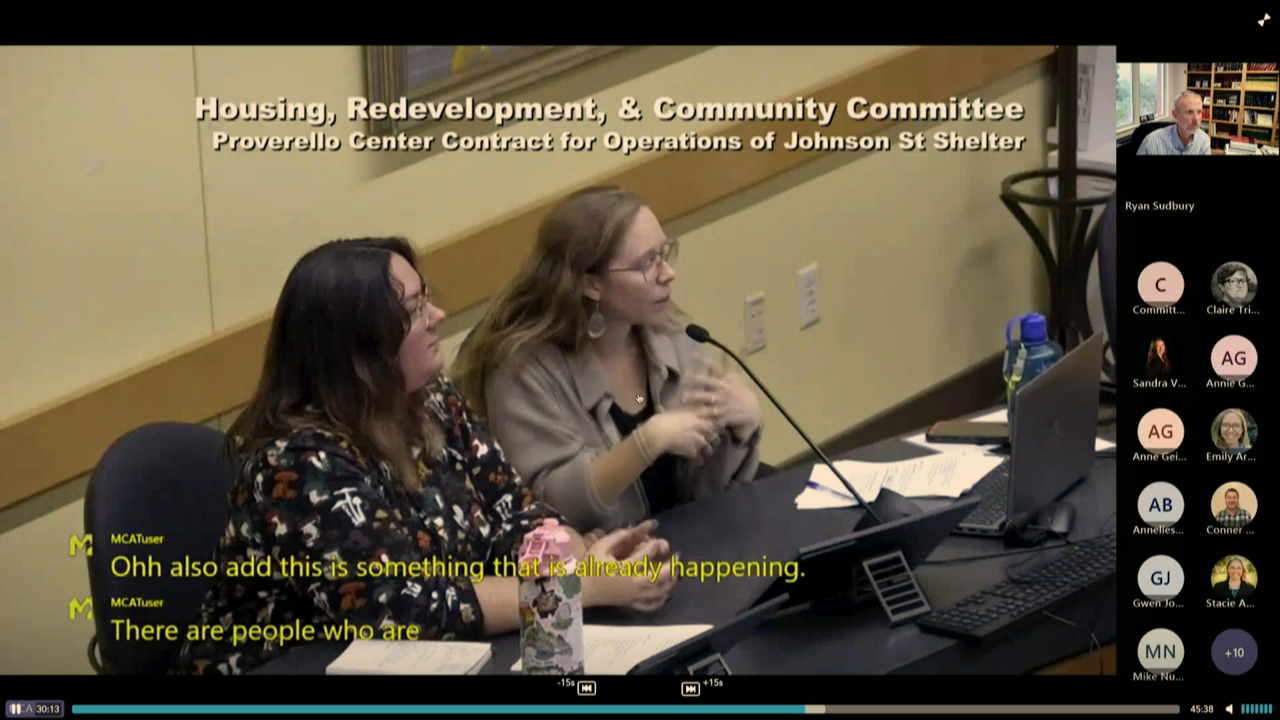 Housing, Redevelopment, & Community Committee
Proverello Center Contract for Operations of Johnson St Shelter
Ryan Sudbury
C
Committ...
Claire Tri...
Sandra V...
AG
Annie G...
AG
Anne Gei...
Emily Ar...
AB
Annelies...
Conner ...
GJ
Gwen Jo...
Stacie A...
MN
Mike Nu...
+10
MCATuser
Ohh also add this is something that is already happening.
MCATuser
There are people who are
-15s
+15s
30:13
45:38